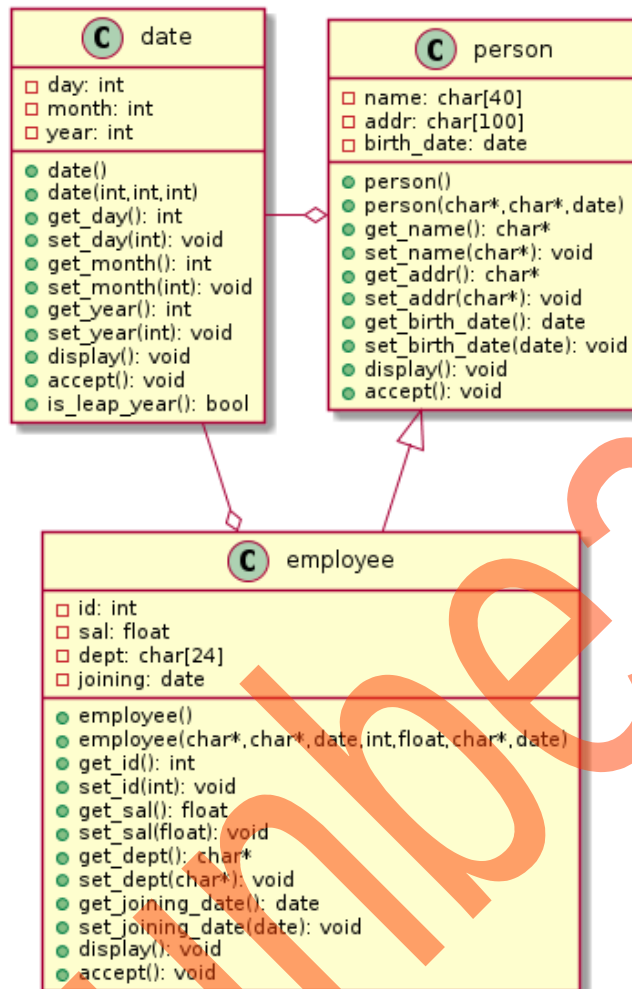 C date
day: int
month: int
year: int
date()
date(int,int,int)
get_day(): int
set_day(int): void
get_month(): int
set_month(int): void
get_year(): int
set_year(int): void
display(): void
accept(): void
is_leap_year(): bool
C person
name: char[40]
addr: char[100]
birth_date: date
person()
person(char*,char*,date)
get_name(): char*
set_name(char*): void
get_addr(): char*
set_addr(char*): void
get_birth_date(): date
set_birth_date(date): void
display(): void
accept(): void
C employee
id: int
sal: float
dept: char[24]
joining: date
employee()
employee(char*,char*,date,int,float,char*,date)
get_id(): int
set_id(int): void
get_sal(): float
set_sal(float): void
get_dept(): char*
set_dept(char*): void
get_joining_date(): date
set_joining_date(date): void
display(): void
accept(): void